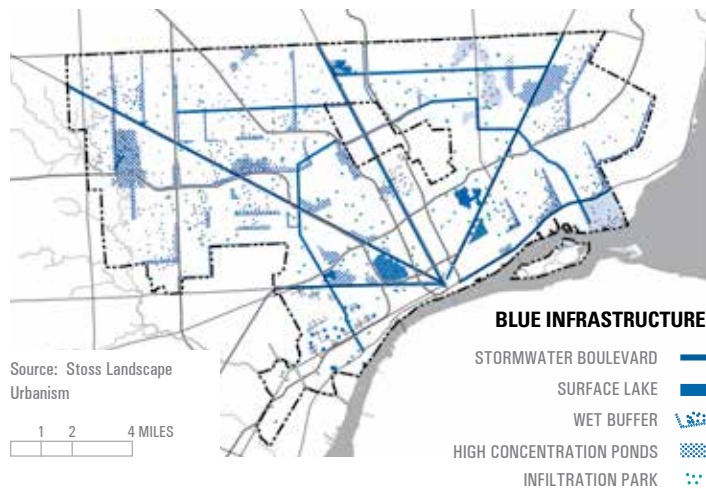 BLUE INFRASTRUCTURE
STORMWATER BOULEVARD
SURFACE LAKE
WET BUFFER
HIGH CONCENTRATION PONDS
INFILTRATION PARK
Source: Stoss Landscape
Urbanism
1 2 4 MILES